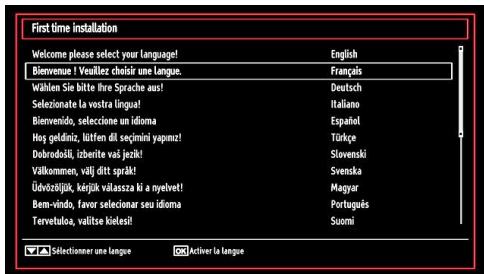 First time installation
Welcome please select your language! English
Bienvenue ! Veuillez choisir une langue. Français
Wählen Sie bitte Ihre Sprache aus! Deutsch
Selezionate la vostra lingua! Italiano
Bienvenido, seleccione un idioma Español
Hoş geldiniz, lütfen dil seçimini yapınız! Türkçe
Dobrodošli, izberite vaš jezik! Slovenski
Välkommen, välj ditt språk! Svenska
Üdvözöljük, kérjük válassza ki a nyelvet! Magyar
Bem-vindo, favor selecionar seu idioma Português
Tervetuloa, valitse kielesi! Suomi
Sélectionner une langue OK Activer la langue